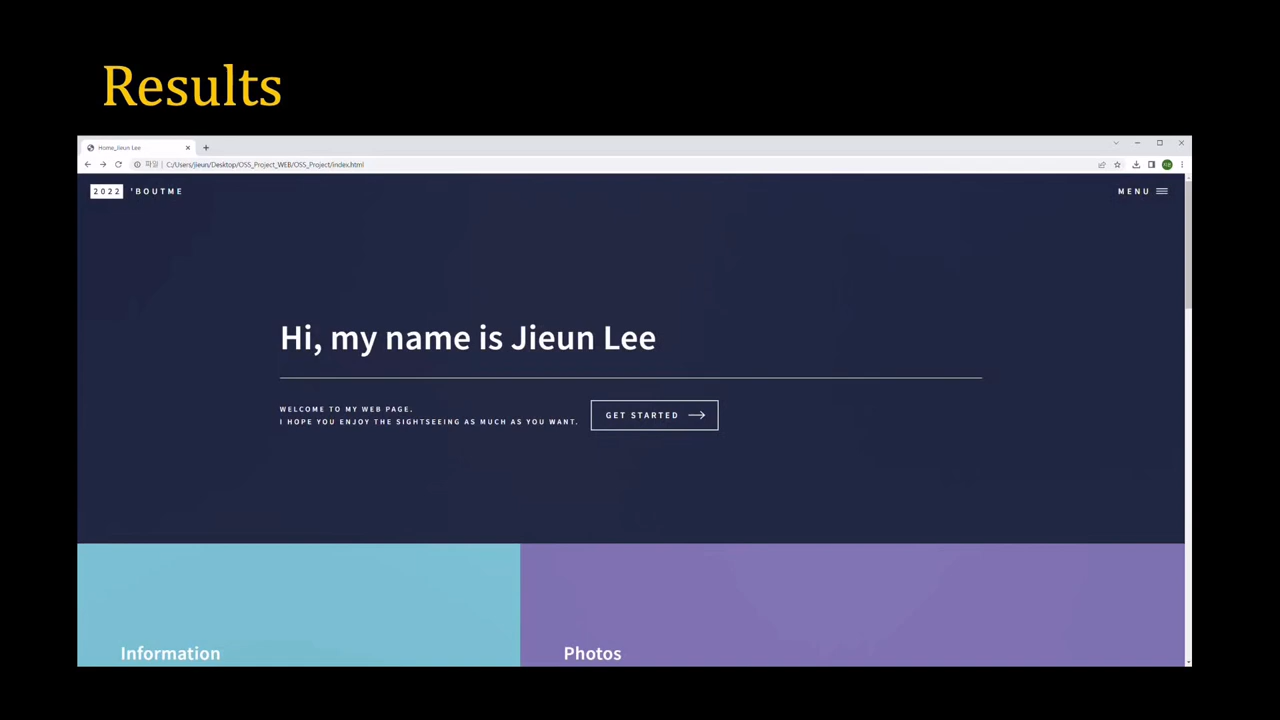 Results
Home_Jieun Lee
파일 C:/Users/jieun/Desktop/OSS_Project_WEB/OSS_Project/index.html
2022 'BOUTME
MENU
Hi, my name is Jieun Lee
WELCOME TO MY WEB PAGE.
I HOPE YOU ENJOY THE SIGHTSEEING AS MUCH AS YOU WANT.
GET STARTED
Information
Photos